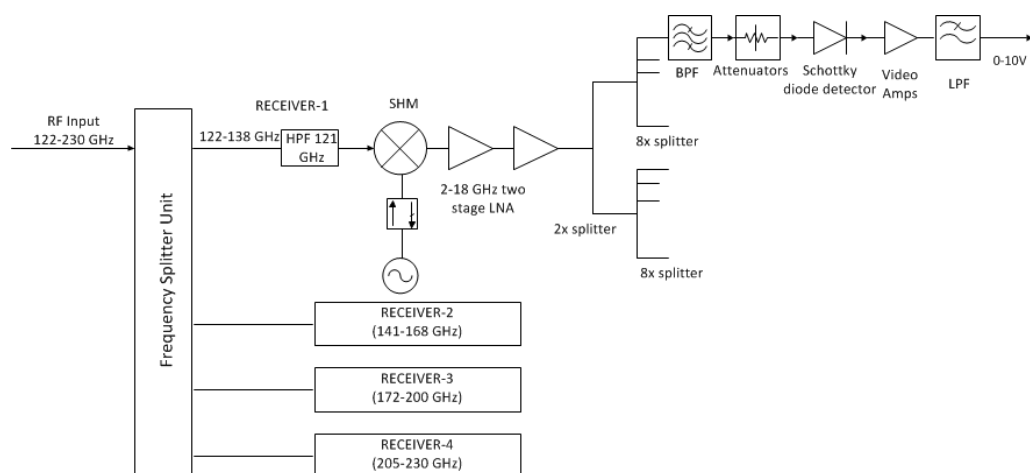 RF Input
122-230 GHz
Frequency Splitter Unit
RECEIVER-1
122-138 GHz
HPF 121
GHz
SHM
2-18 GHz two
stage LNA
2x splitter
8x splitter
8x splitter
BPF
Attenuators
Schottky
diode detector
Video
Amps
LPF
0-10V
RECEIVER-2
(141-168 GHz)
RECEIVER-3
(172-200 GHz)
RECEIVER-4
(205-230 GHz)